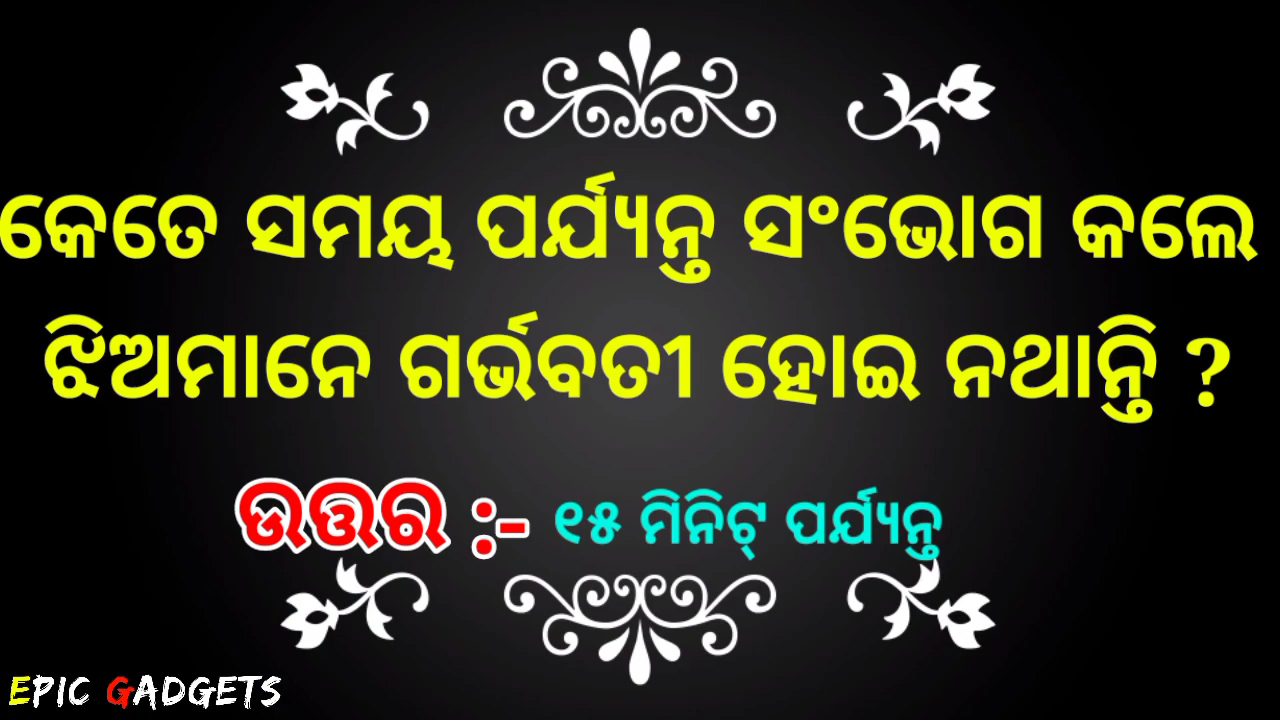 କେତେ ସମୟ ପର୍ଯ୍ୟନ୍ତ ସଂଭୋଗ କଲେ
ଝିଅମାନେ ଗର୍ଭବତୀ ହୋଇ ନଥାନ୍ତି ?
ଉତ୍ତର :- ୧୫ ମିନିଟ୍ ପର୍ଯ୍ୟନ୍ତ
EPIC GADGETS